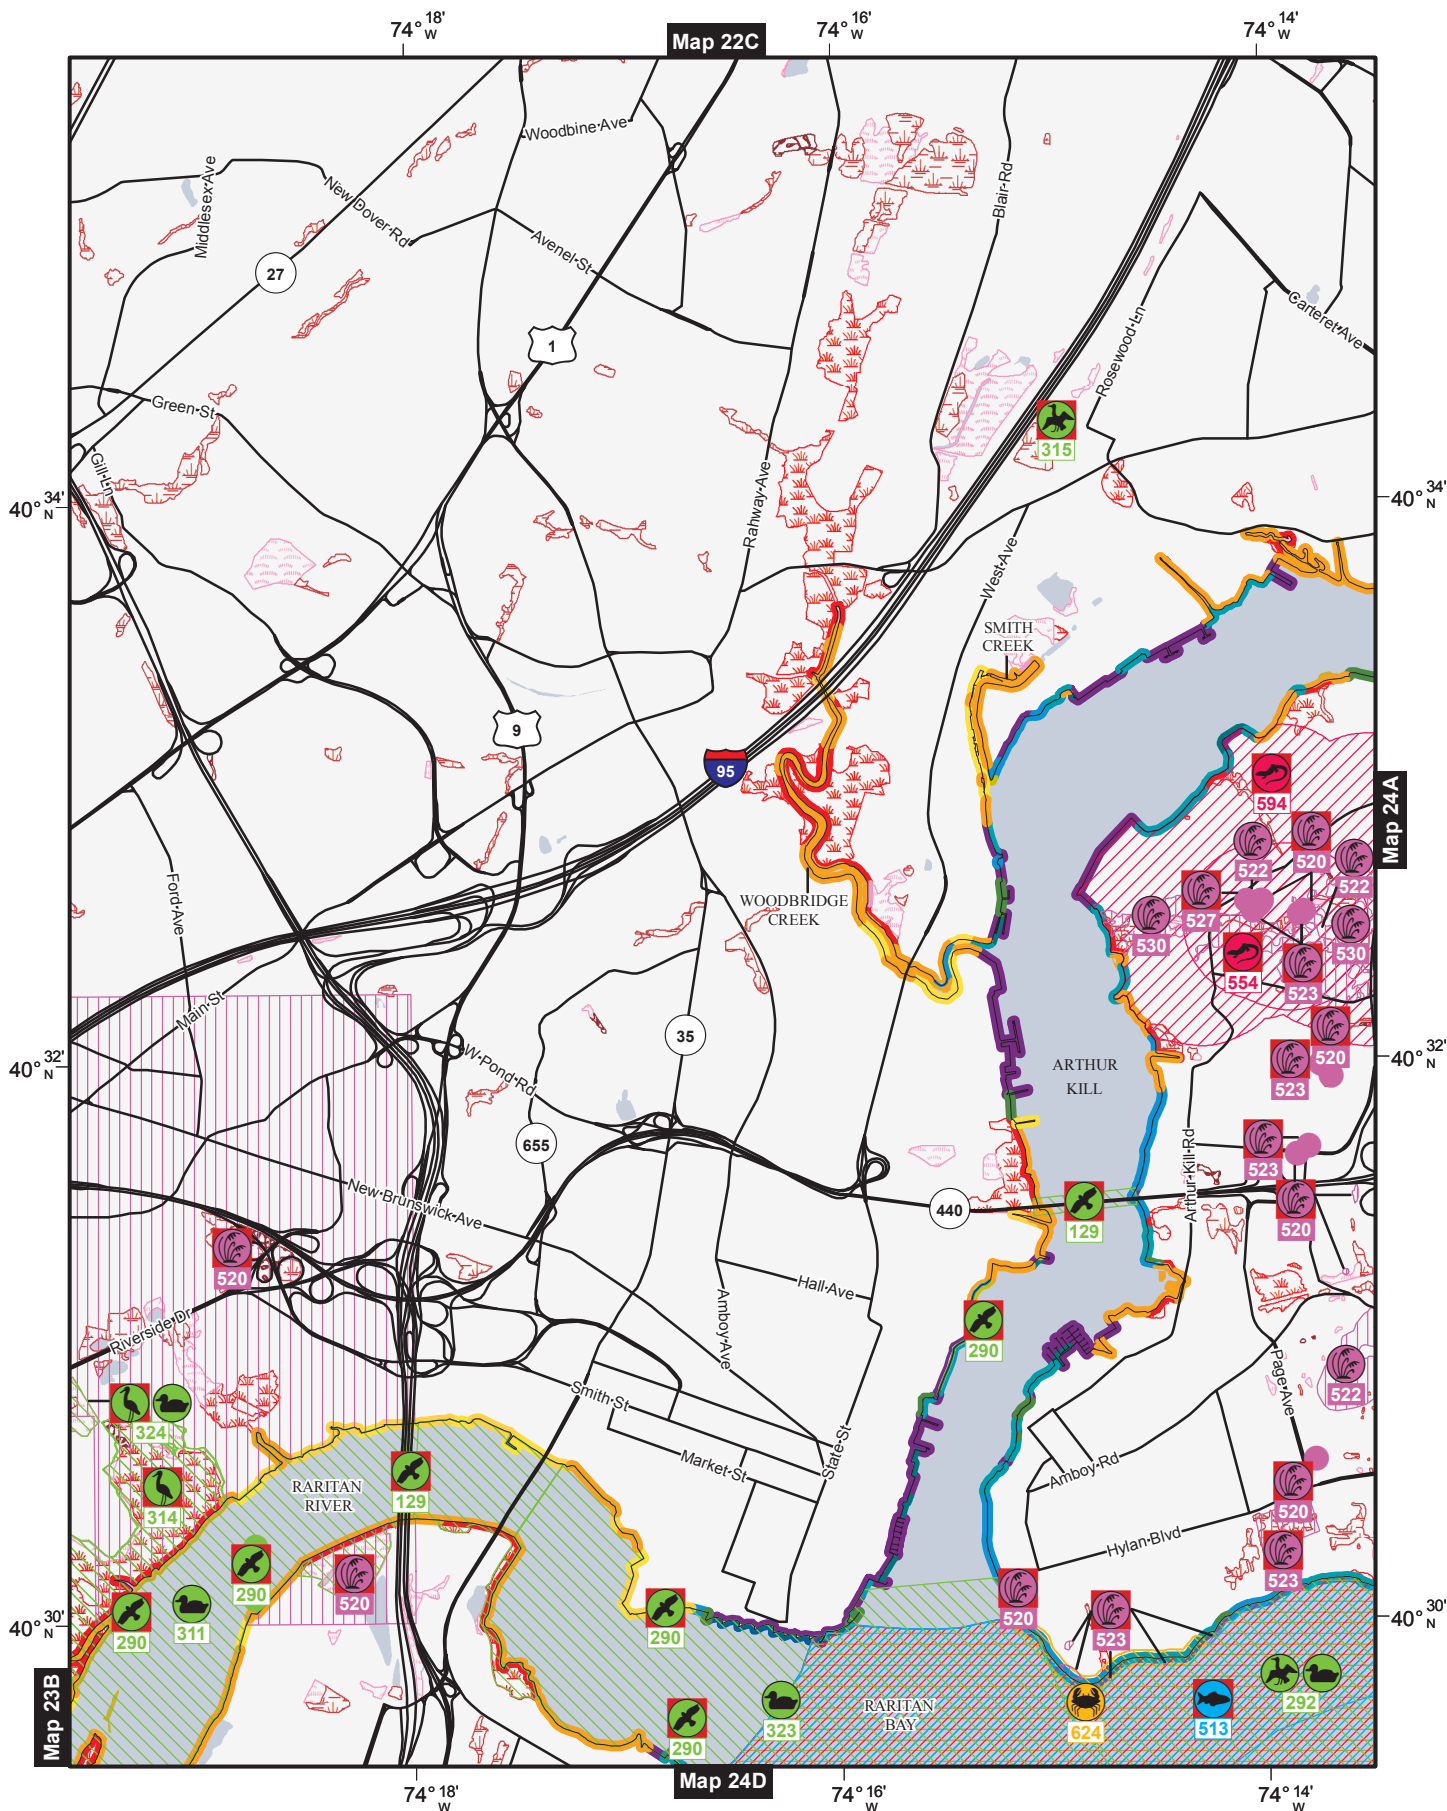 74° 18' W
74° 16' W
74° 14' W
Map 22C
Woodbine Ave
Middlesex Ave
New Dover Rd
Blair Rd
Avenel St
27
Carteret Ave
1
Rosewood Ln
Green St
315
Gill Ln
Rahway Ave
40° 34' N
40° 34' N
West Ave
SMITH
CREEK
9
95
594
Map 24A
522
520
522
Ford Ave
WOODBRIDGE
CREEK
527
530
530
554
523
Main St
35
520
W Pond Rd
40° 32' N
40° 32' N
ARTHUR
KILL
523
655
Arthur Kill Rd
523
New Brunswick Ave
440
129
520
520
Hall Ave
Riverside Dr
Amboy Ave
290
Page Ave
522
Smith St
324
State St
Market St
Amboy Rd
RARITAN
RIVER
129
314
520
Hylan Blvd
290
520
523
520
311
290
290
523
40° 30' N
40° 30' N
Map 23B
323
RARITAN
BAY
624
513
292
290
Map 24D
74° 18' W
74° 16' W
74° 14' W